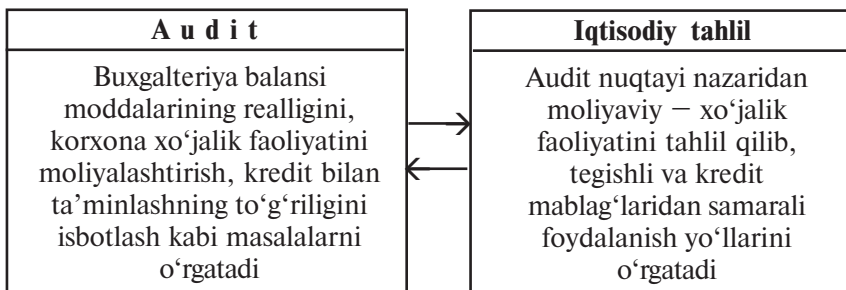 A u d i t
Buxgalteriya balansi
moddalarining realligini,
korxona xo‘jalik faoliyatini
moliyalashtirish, kredit bilan
ta’minlashning to‘g‘riligini
isbotlash kabi masalalarni
o‘rgatadi
Iqtisodiy tahlil
Audit nuqtayi nazaridan
moliyaviy – xo‘jalik
faoliyatini tahlil qilib,
tegishli va kredit
mablag‘laridan samarali
foydalanish yo‘llarini
o‘rgatadi